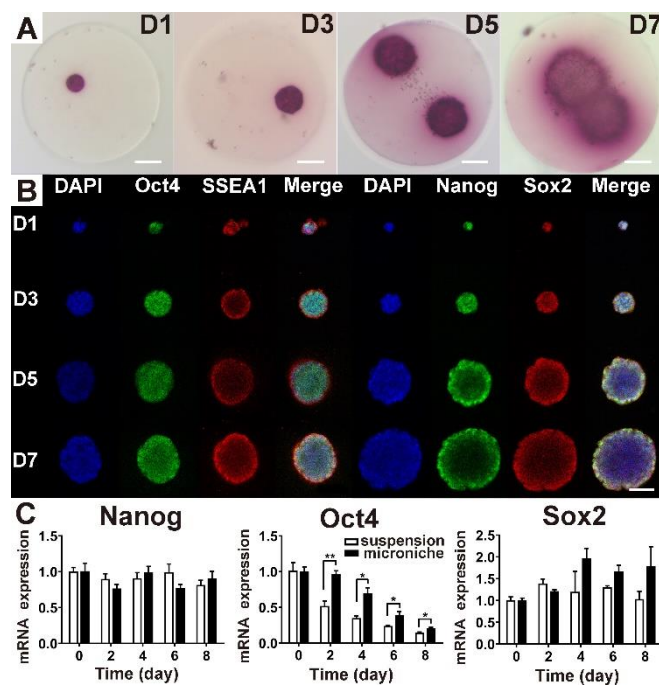 A D1 D3 D5 D7
B DAPI Oct4 SSEA1 Merge DAPI Nanog Sox2 Merge
D1
D3
D5
D7
C Nanog Oct4 Sox2
suspension
microniche
mRNA expression
1.5
1.0
0.5
0.0
0 2 4 6 8
Time (day)
mRNA expression
1.5
1.0
0.5
0.0
** * * *
0 2 4 6 8
Time (day)
mRNA expression
2.5
2.0
1.5
1.0
0.5
0.0
0 2 4 6 8
Time (day)